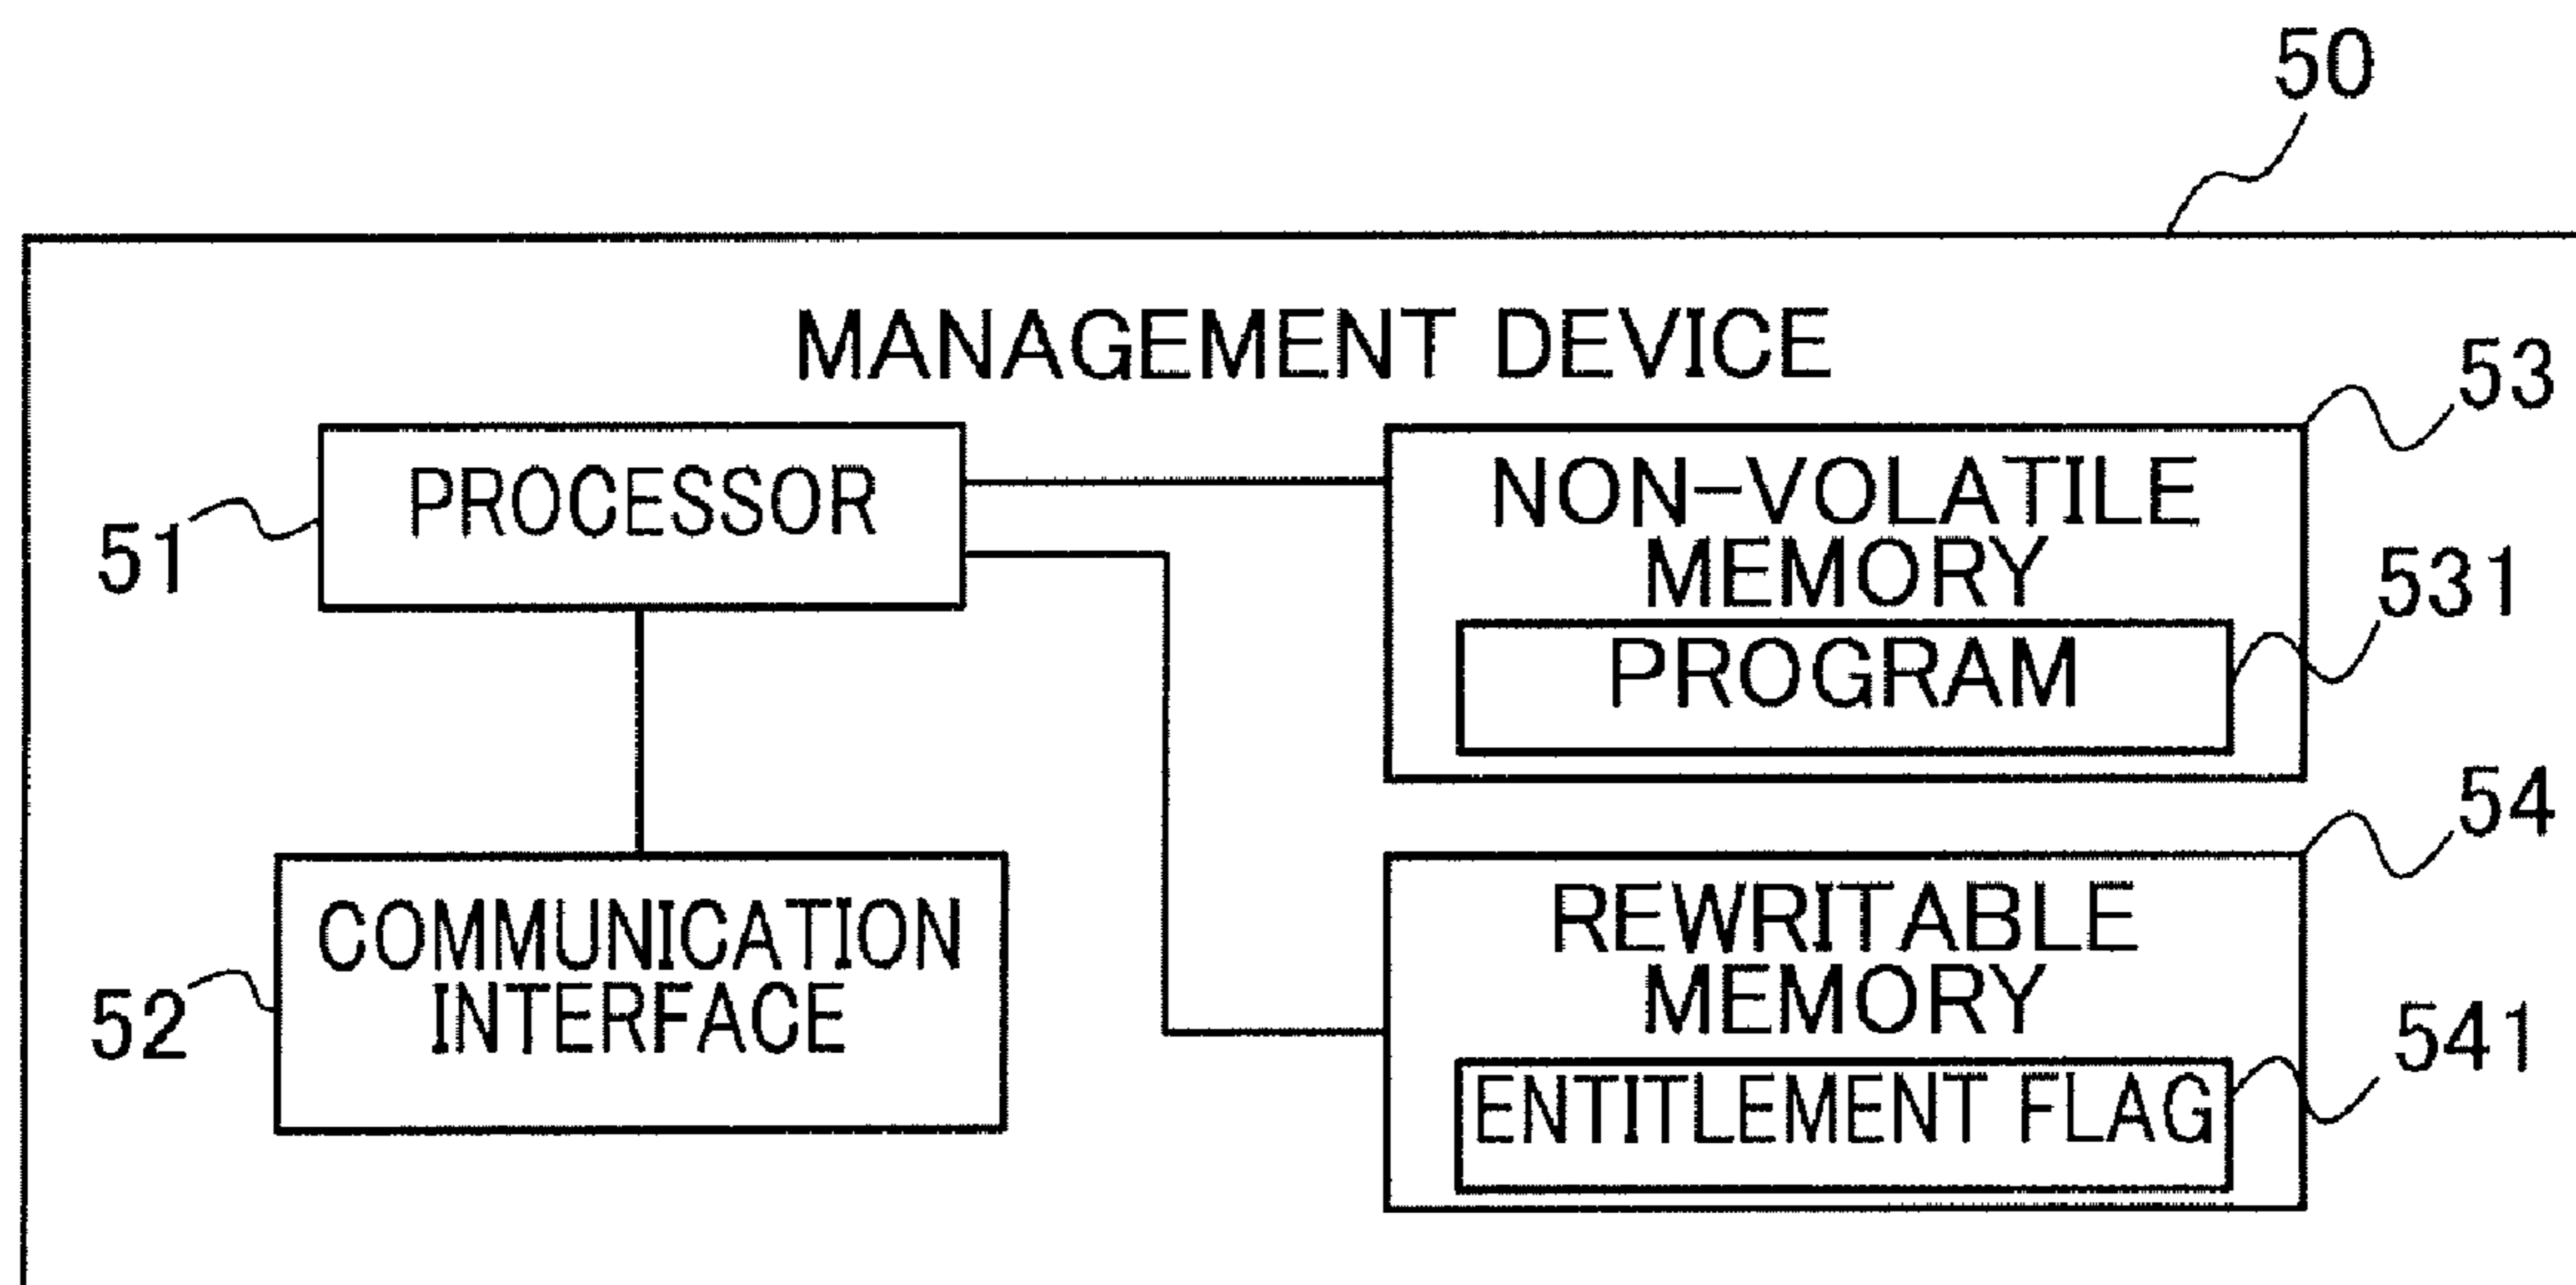 50
MANAGEMENT DEVICE
53
PROCESSOR
51
NON-VOLATILE
MEMORY
531
PROGRAM
54
COMMUNICATION
INTERFACE
52
REWRITABLE
MEMORY
541
ENTITLEMENT FLAG